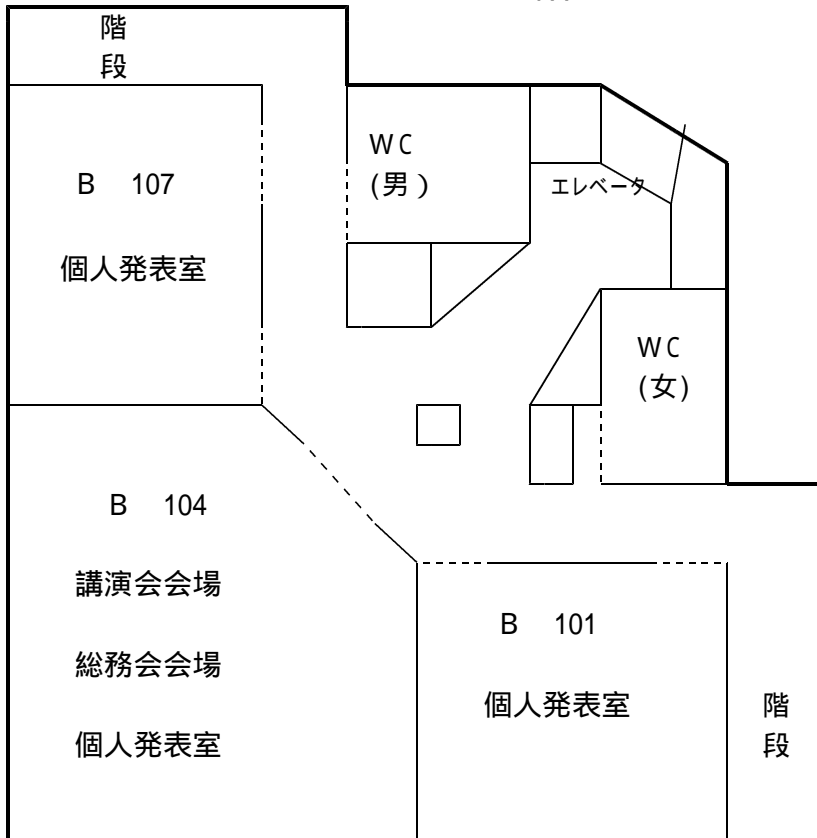 階
段
WC
(男)
エレベータ
B 107
個人発表室
WC
(女)
B 104
講演会会場
総務会会場
個人発表室
B 101
個人発表室
階
段